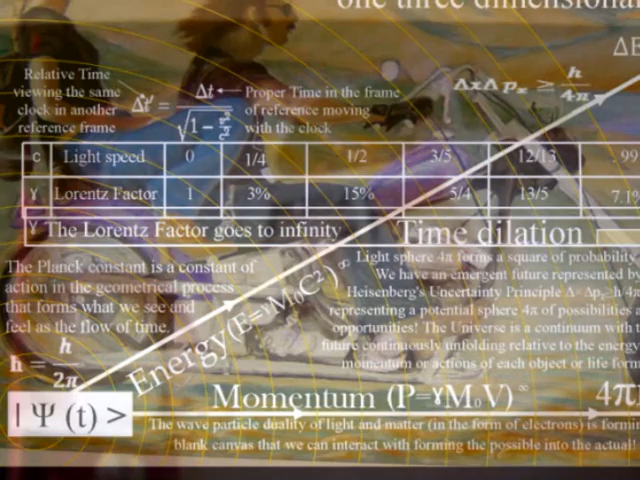 one three dimensional
ΔE
Relative Time
viewing the same
clock in another
reference frame
Δt' = Δt / √1 − v²/c²
Proper Time in the frame
of reference moving
with the clock
ΔxΔpₓ ≥ h/4π
c Light speed 0 1/4 1/2 3/5 12/13 .99
γ Lorentz Factor 1 3% 15% 5/4 13/5 7.1%
γ The Lorentz Factor goes to infinity
Time dilation
The Planck constant is a constant of
action in the geometrical process
that forms what we see and
feel as the flow of time.
ħ = h/2π
Energy(E=γM₀C²)∞
Light sphere 4π forms a square of probability.
We have an emergent future represented by
Heisenberg's Uncertainty Principle
representing a potential sphere 4π of possibilities a
opportunities! The Universe is a continuum with t
future continuously unfolding relative to the energy
momentum or actions of each object or life form
| Ψ (t) >
Momentum (P=γM₀V)∞
4π
The wave particle duality of light and matter (in the form of electrons) is formin
blank canvas that we can interact with forming the possible into the actual!